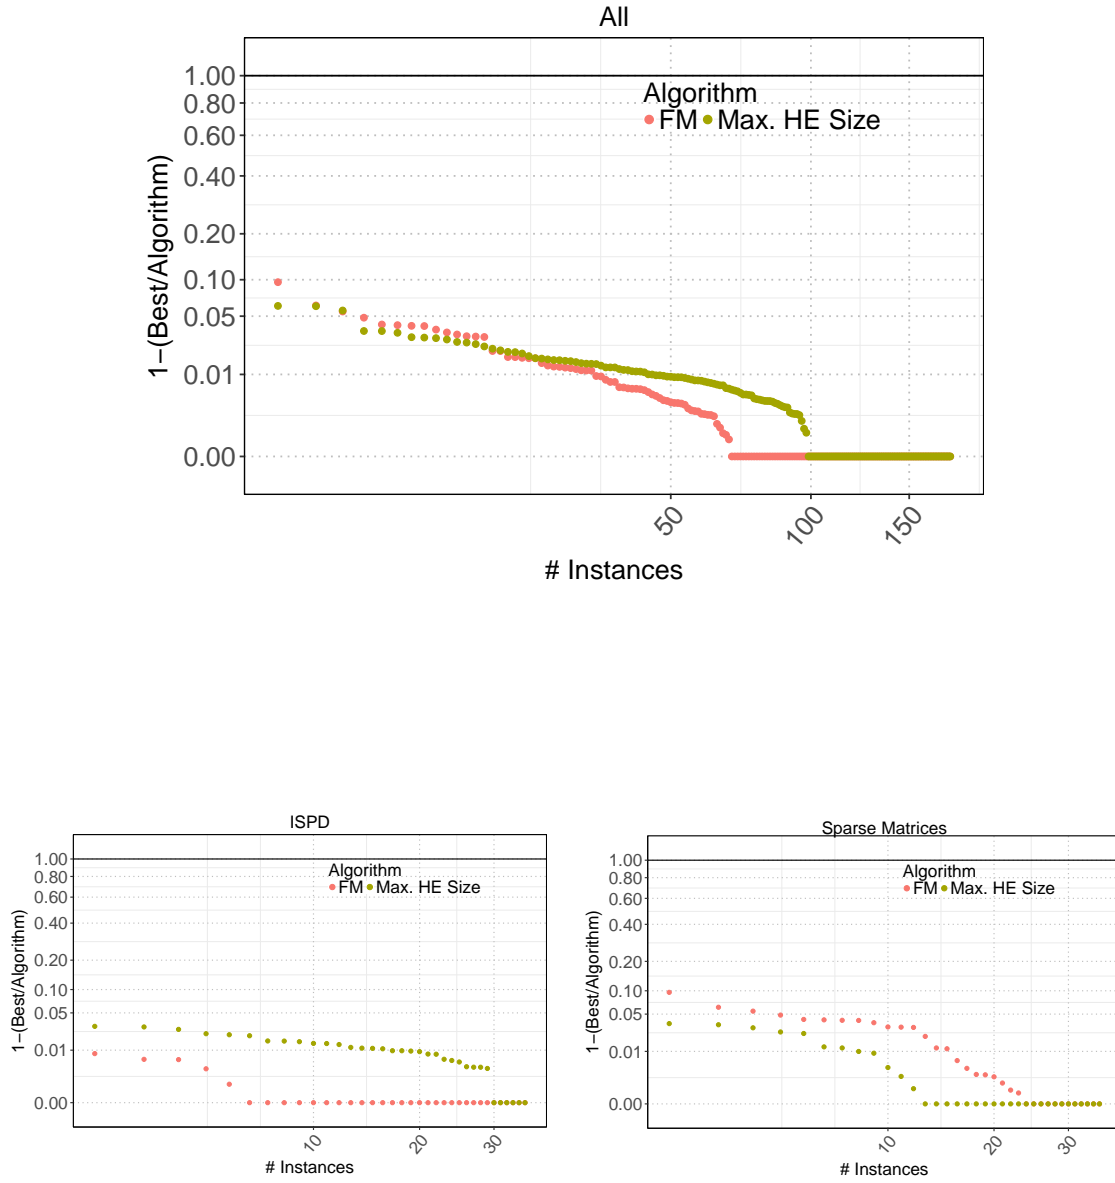 All
1−(Best/Algorithm)
1.00
0.80
0.60
0.40
0.20
0.10
0.05
0.01
0.00
Algorithm
FM Max. HE Size
50
100
150
# Instances
ISPD
1−(Best/Algorithm)
1.00
0.80
0.60
0.40
0.20
0.10
0.05
0.01
0.00
Algorithm
FM Max. HE Size
10
20
30
# Instances
Sparse Matrices
1−(Best/Algorithm)
1.00
0.80
0.60
0.40
0.20
0.10
0.05
0.01
0.00
Algorithm
FM Max. HE Size
10
20
30
# Instances